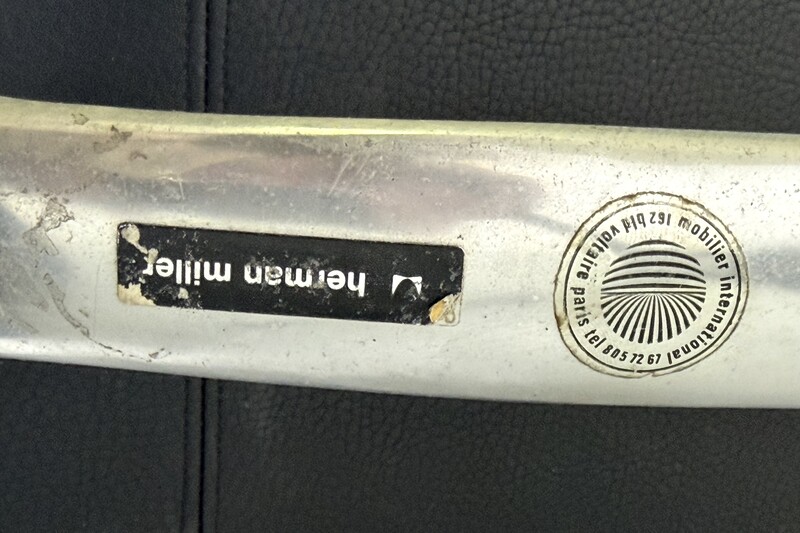 herman miller
mobilier international
162 bld voltaire paris tel 805 72 67